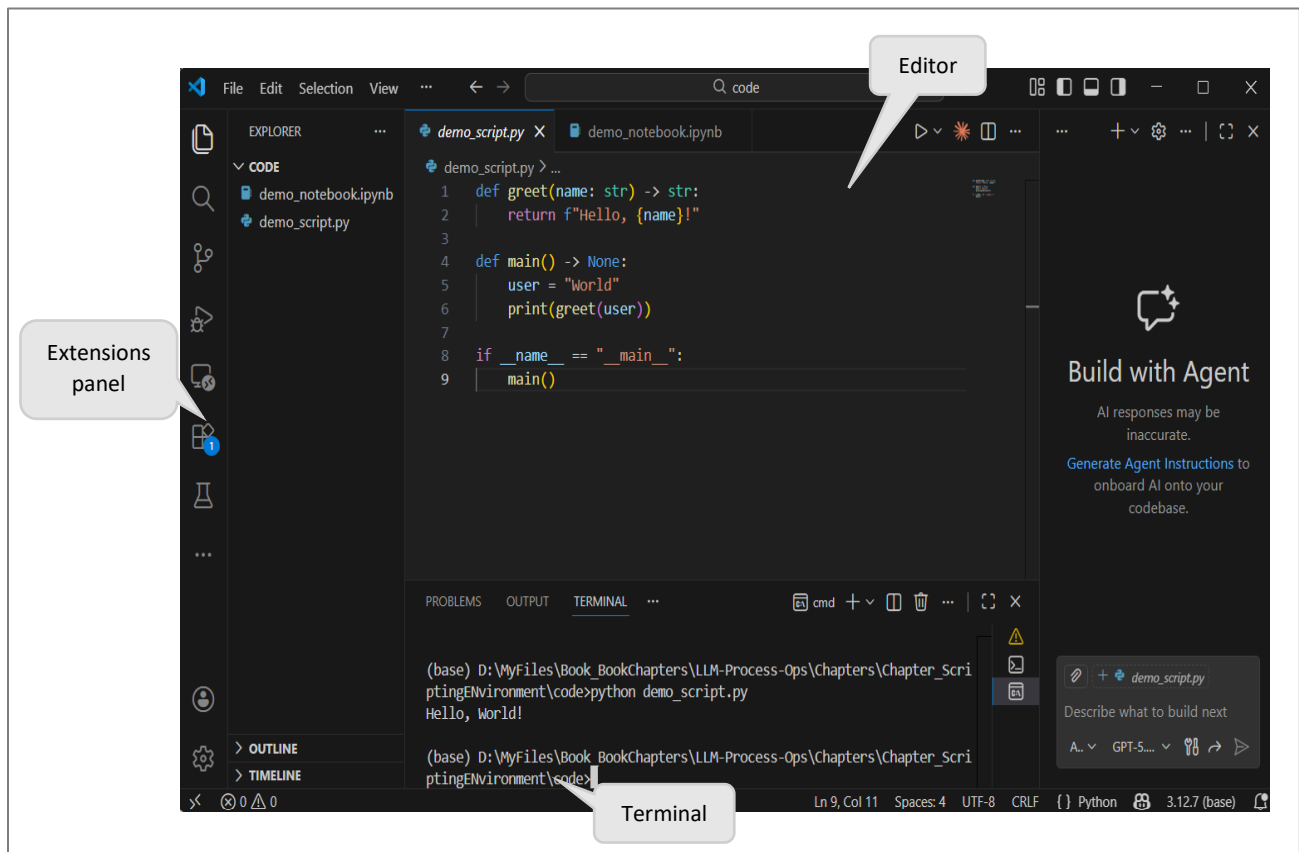 Editor
File Edit Selection View ··· code
EXPLORER ···
CODE
demo_notebook.ipynb
demo_script.py
demo_script.py demo_notebook.ipynb ···
demo_script.py > ...
1 def greet(name: str) -> str:
2 return f"Hello, {name}!"
3
4 def main() -> None:
5 user = "World"
6 print(greet(user))
7
8 if __name__ == "__main__":
9 main()
Extensions
panel
1
Build with Agent
AI responses may be
inaccurate.
Generate Agent Instructions to
onboard AI onto your
codebase.
PROBLEMS OUTPUT TERMINAL ··· cmd
(base) D:\MyFiles\Book_BookChapters\LLM-Process-Ops\Chapters\Chapter_Scri
ptingENvironment\code>python demo_script.py
Hello, World!
(base) D:\MyFiles\Book_BookChapters\LLM-Process-Ops\Chapters\Chapter_Scri
ptingENvironment\code>
+ demo_script.py
Describe what to build next
A.. GPT-5....
OUTLINE
TIMELINE
Terminal
0 0 Ln 9, Col 11 Spaces: 4 UTF-8 CRLF { } Python 3.12.7 (base)